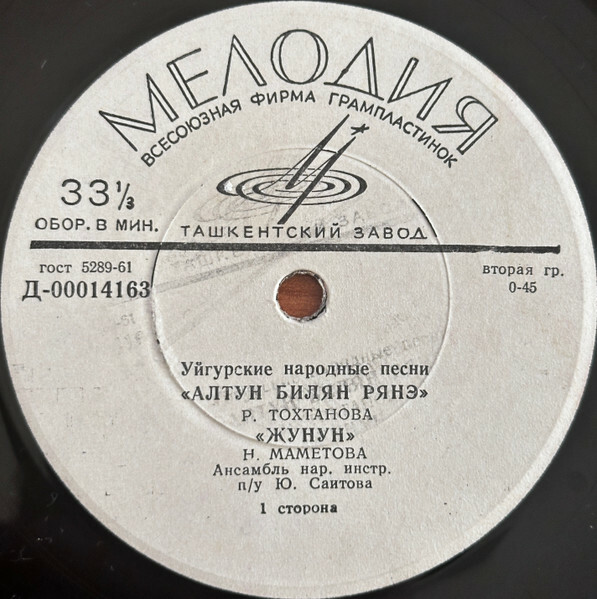 МЕЛОДИЯ
ВСЕСОЮЗНАЯ ФИРМА ГРАМПЛАСТИНОК
33⅓
ОБОР. В МИН.
ТАШКЕНТСКИЙ ЗАВОД
гост 5289-61
вторая гр.
Д-00014163
0-45
Уйгурские народные песни
«АЛТУН БИЛЯН РЯНЭ»
Р. ТОХТАНОВА
«ЖУНУН»
Н. МАМЕТОВА
Ансамбль нар. инстр.
п/у Ю. Саитова
1 сторона